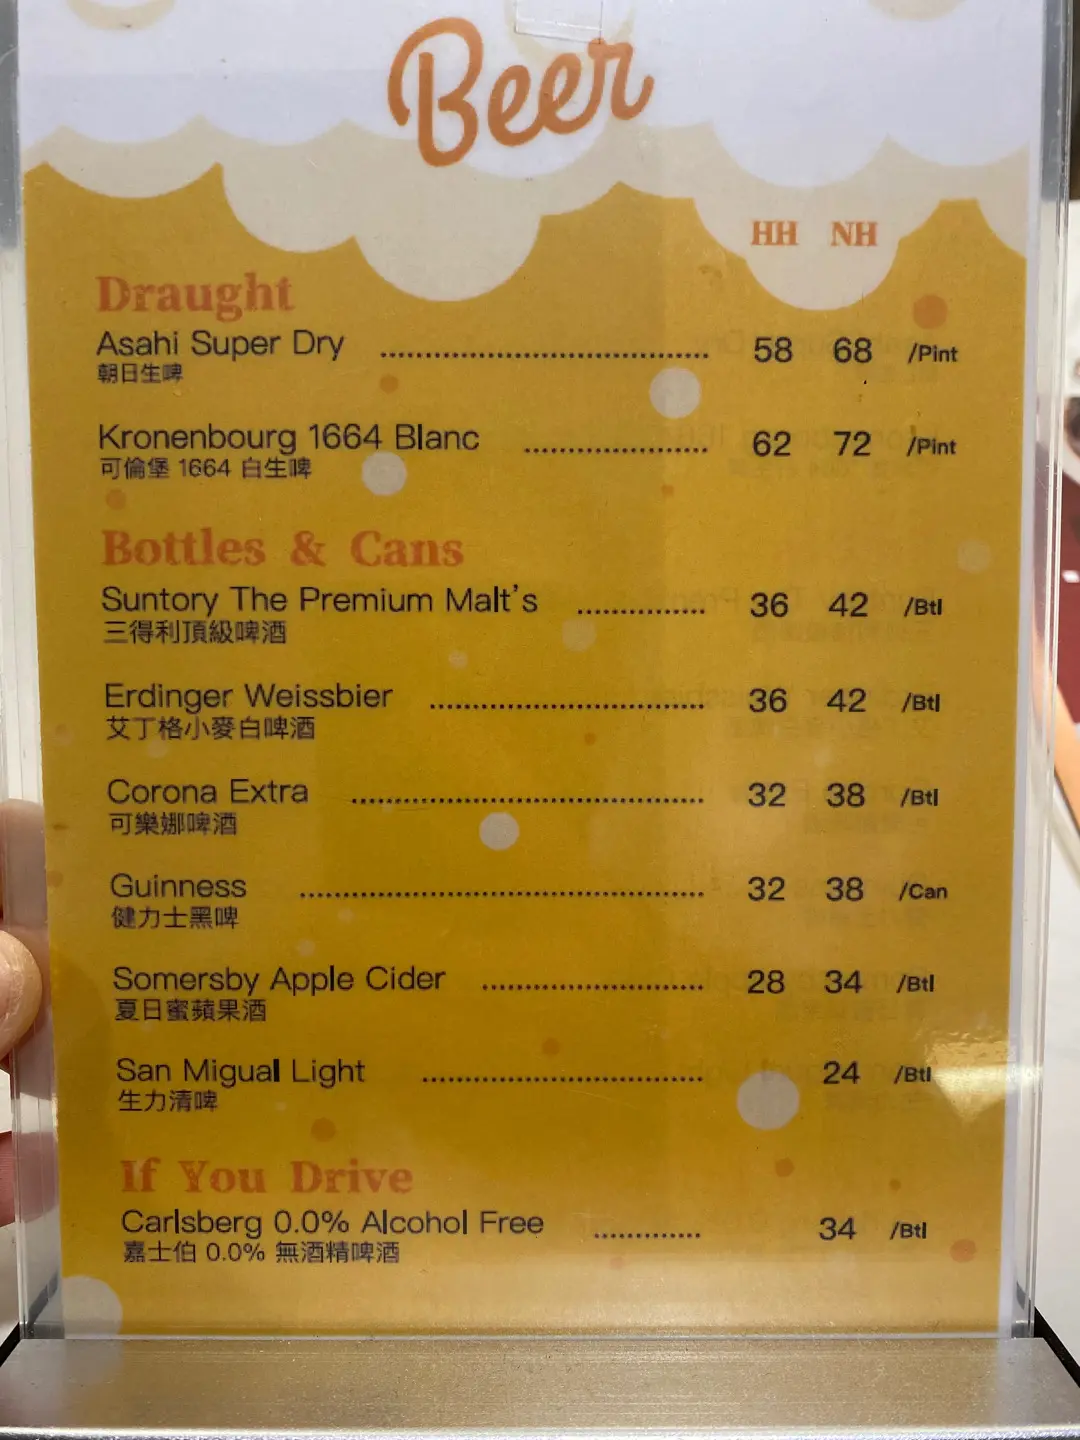 Beer
HH NH
Draught
Asahi Super Dry ........ 58 68 /Pint
朝日生啤
Kronenbourg 1664 Blanc ........ 62 72 /Pint
可倫堡 1664 白生啤
Bottles & Cans
Suntory The Premium Malt's ........ 36 42 /Btl
三得利頂級啤酒
Erdinger Weissbier ........ 36 42 /Btl
艾丁格小麥白啤酒
Corona Extra ........ 32 38 /Btl
可樂娜啤酒
Guinness ........ 32 38 /Can
健力士黑啤
Somersby Apple Cider ........ 28 34 /Btl
夏日蜜蘋果酒
San Migual Light ........ 24 /Btl
生力清啤
If You Drive
Carlsberg 0.0% Alcohol Free ........ 34 /Btl
嘉士伯 0.0% 無酒精啤酒